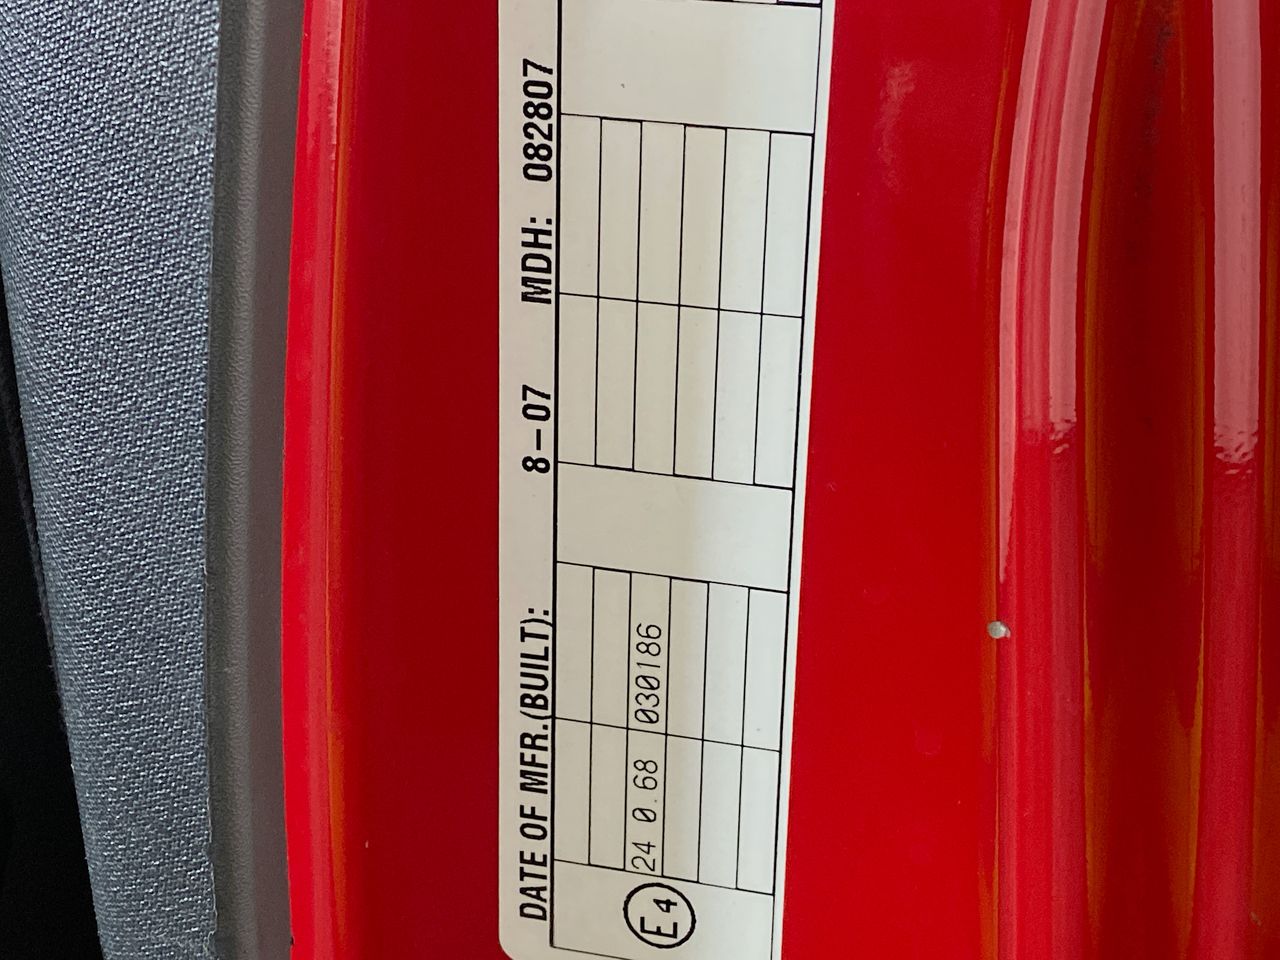 DATE OF MFR.(BUILT): 8-07 MDH: 082807
E4 24 0.68 030186